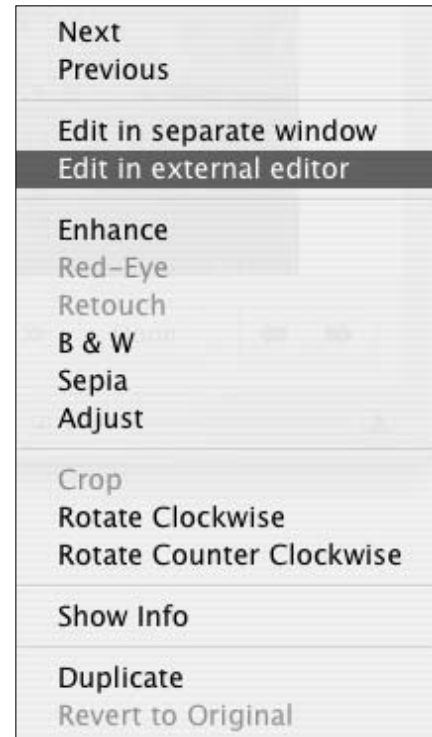 Next
Previous
Edit in separate window
Edit in external editor
Enhance
Red-Eye
Retouch
B & W
Sepia
Adjust
Crop
Rotate Clockwise
Rotate Counter Clockwise
Show Info
Duplicate
Revert to Original